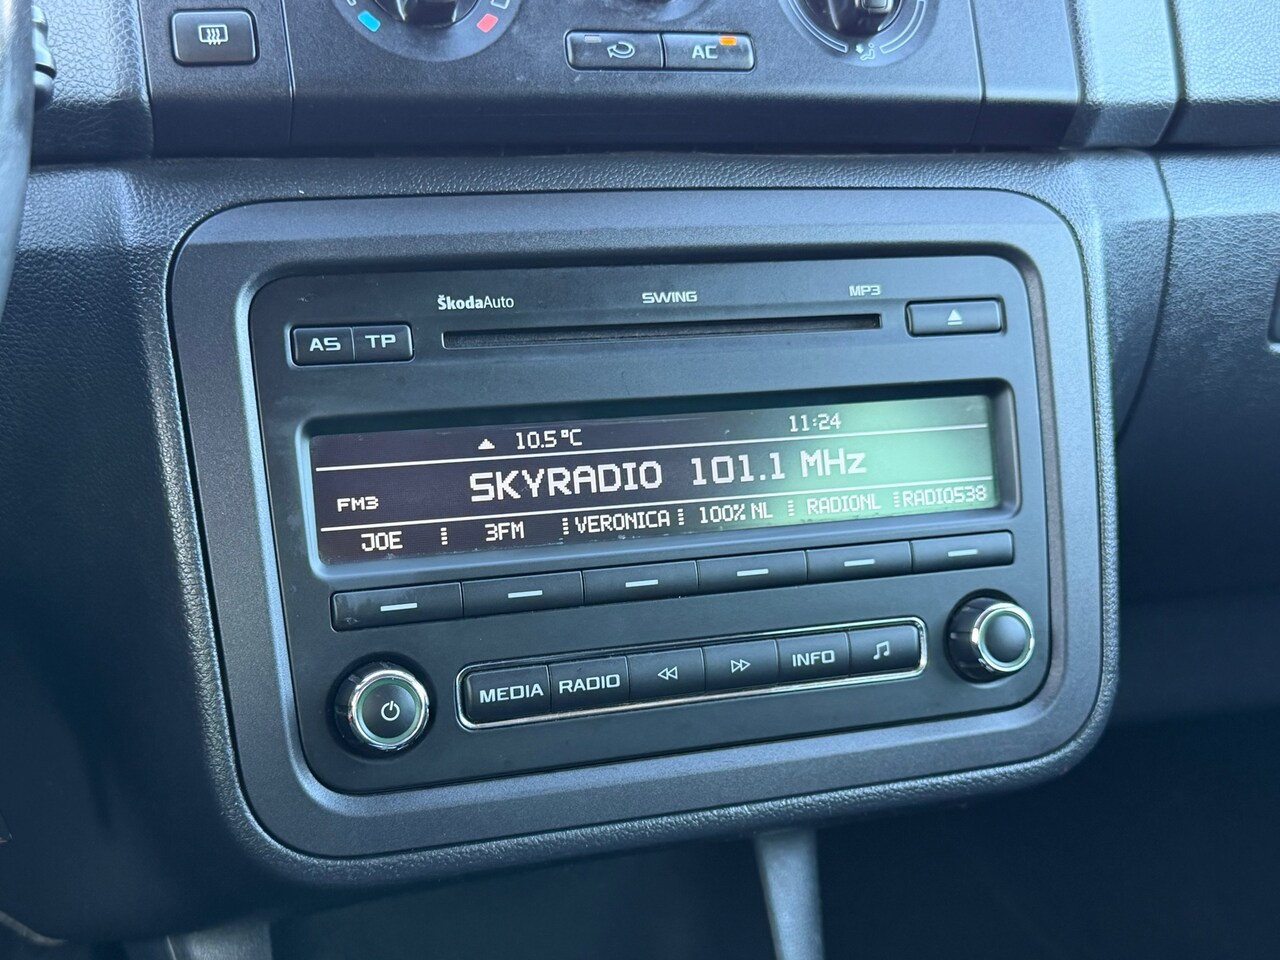 AC
ŠkodaAuto
SWING
MP3
AS TP
10.5°C
11:24
SKYRADIO 101.1 MHz
FM3
JOE 3FM VERONICA 100% NL RADIONL RADIO538
MEDIA RADIO INFO